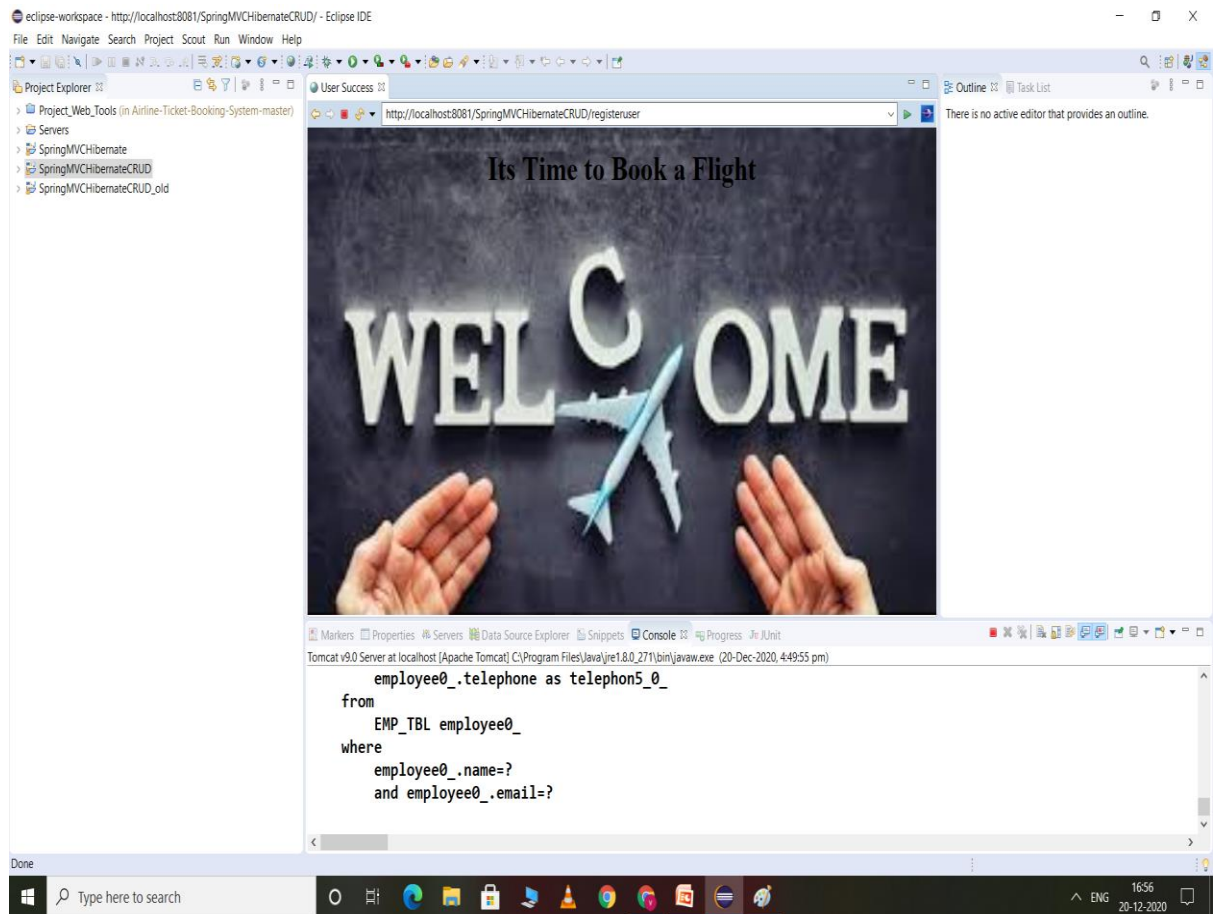 eclipse-workspace - http://localhost:8081/SpringMVCHibernateCRUD/ - Eclipse IDE
File Edit Navigate Search Project Scout Run Window Help
Project Explorer
Project_Web_Tools (in Airline-Ticket-Booking-System-master)
Servers
SpringMVCHibernate
SpringMVCHibernateCRUD
SpringMVCHibernateCRUD_old
User Success
http://localhost:8081/SpringMVCHibernateCRUD/registeruser
Its Time to Book a Flight
WELCOME
Outline Task List
There is no active editor that provides an outline.
Markers Properties Servers Data Source Explorer Snippets Console Progress JUnit
Tomcat v9.0 Server at localhost [Apache Tomcat] C:\Program Files\Java\jre1.8.0_271\bin\javaw.exe (20-Dec-2020, 4:49:55 pm)
employee0_.telephone as telephon5_0_
from
EMP_TBL employee0_
where
employee0_.name=?
and employee0_.email=?
Done
Type here to search
ENG
16:56
20-12-2020